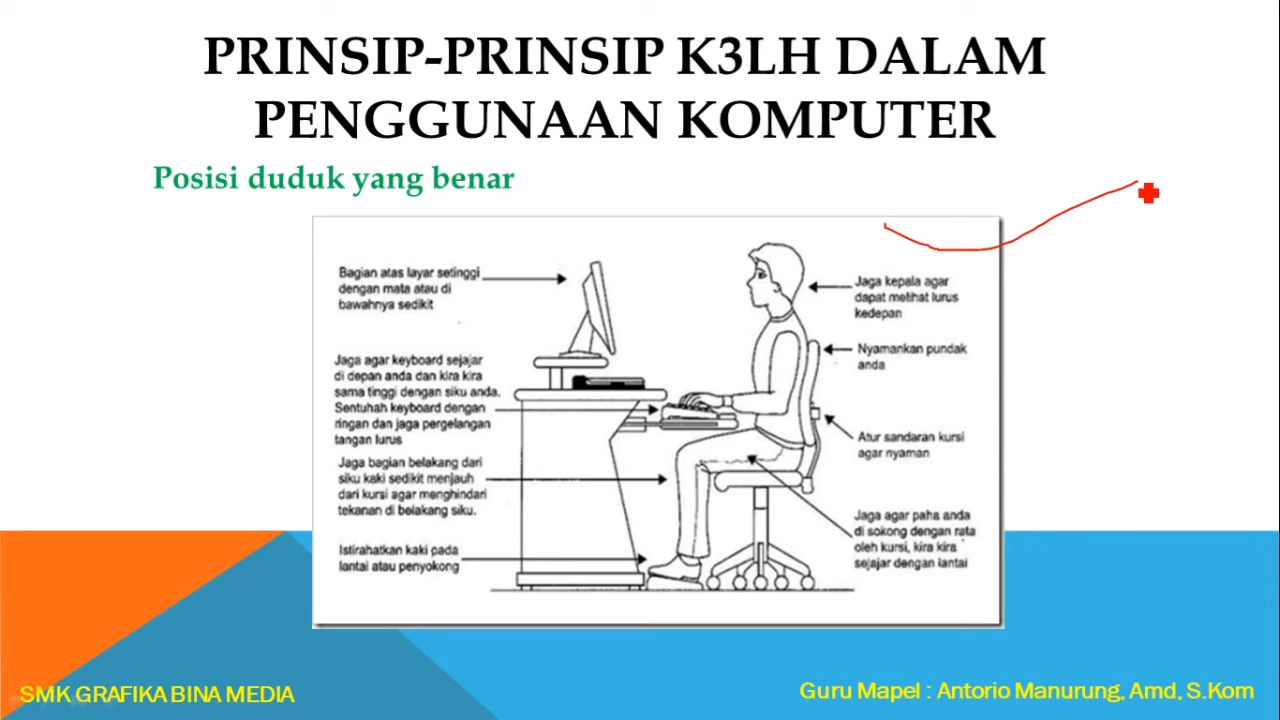 PRINSIP-PRINSIP K3LH DALAM
PENGGUNAAN KOMPUTER
Posisi duduk yang benar
Bagian atas layar setinggi
dengan mata atau di
bawahnya sedikit
Jaga agar keyboard sejajar
di depan anda dan kira kira
sama tinggi dengan siku anda.
Sentuhah keyboard dengan
ringan dan jaga pergelangan
tangan lurus
Jaga bagian belakang dari
siku kaki sedikit menjauh
dari kursi agar menghindari
tekanan di belakang siku.
Istirahatkan kaki pada
lantai atau penyokong
Jaga kepala agar
dapat melihat lurus
kedepan
Nyamankan pundak
anda
Atur sandaran kursi
agar nyaman
Jaga agar paha anda
di sokong dengan rata
oleh kursi, kira kira
sejajar dengan lantai
SMK GRAFIKA BINA MEDIA
Guru Mapel : Antorio Manurung, Amd, S.Kom